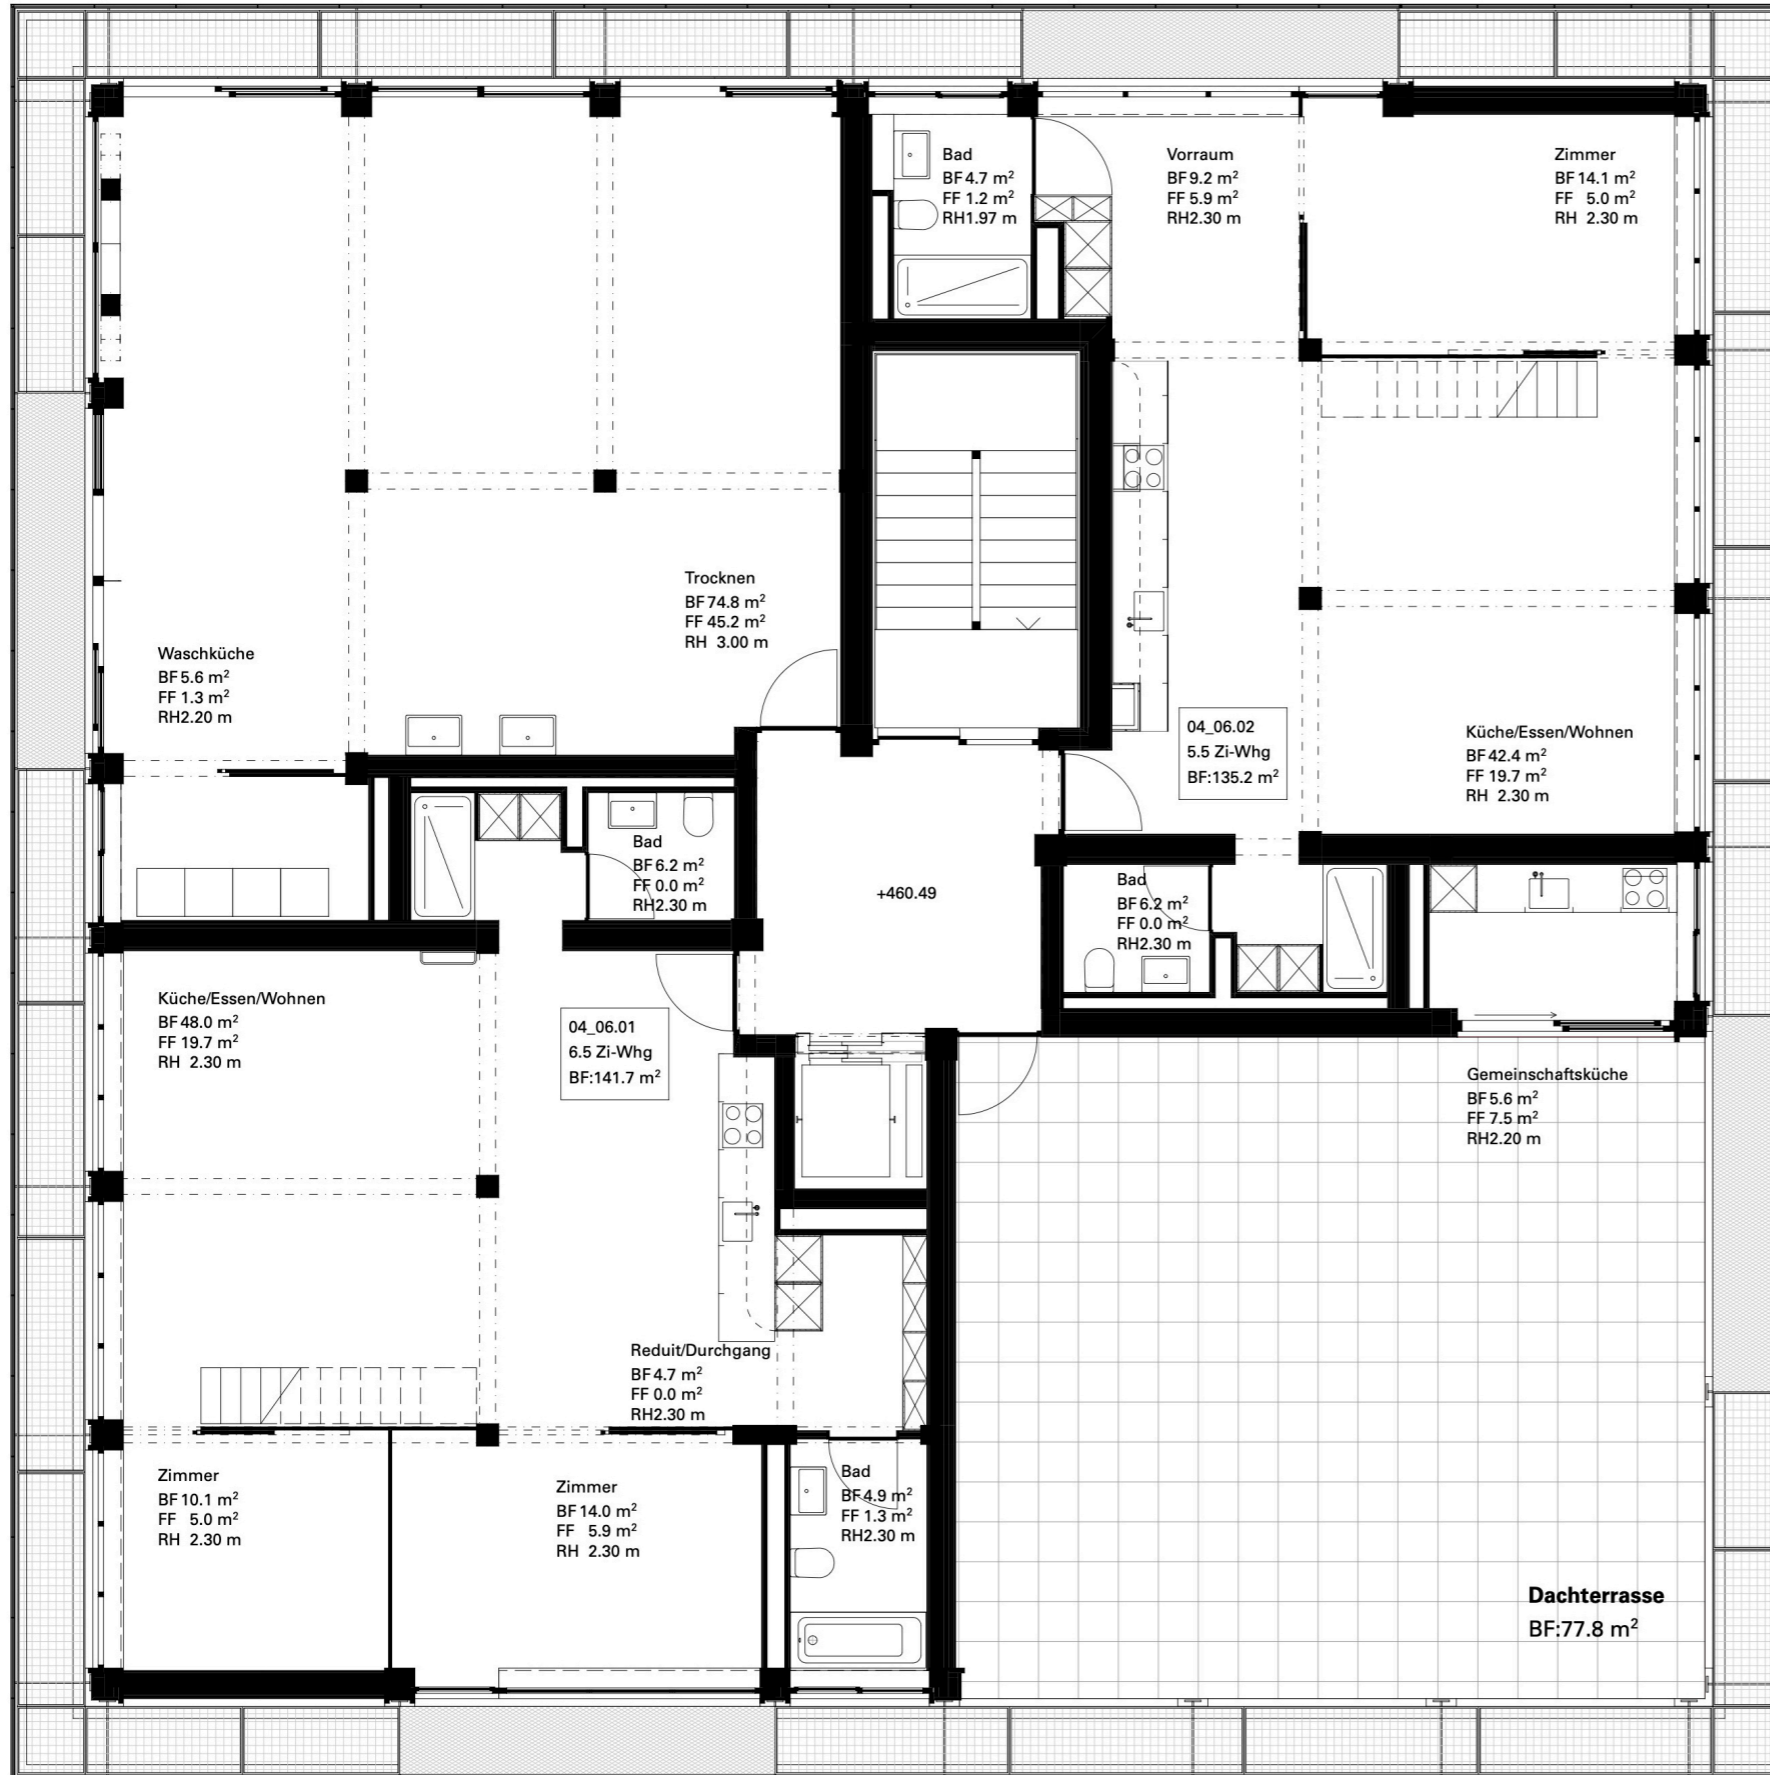 Bad
BF 4.7 m²
FF 1.2 m²
RH1.97 m
Vorraum
BF 9.2 m²
FF 5.9 m²
RH2.30 m
Zimmer
BF 14.1 m²
FF 5.0 m²
RH 2.30 m
Trocknen
BF 74.8 m²
FF 45.2 m²
RH 3.00 m
Waschküche
BF 5.6 m²
FF 1.3 m²
RH2.20 m
04_06.02
5.5 Zi-Whg
BF:135.2 m²
Küche/Essen/Wohnen
BF 42.4 m²
FF 19.7 m²
RH 2.30 m
Bad
BF 6.2 m²
FF 0.0 m²
RH2.30 m
+460.49
Bad
BF 6.2 m²
FF 0.0 m²
RH2.30 m
Küche/Essen/Wohnen
BF 48.0 m²
FF 19.7 m²
RH 2.30 m
04_06.01
6.5 Zi-Whg
BF:141.7 m²
Gemeinschaftsküche
BF 5.6 m²
FF 7.5 m²
RH2.20 m
Reduit/Durchgang
BF 4.7 m²
FF 0.0 m²
RH2.30 m
Zimmer
BF 10.1 m²
FF 5.0 m²
RH 2.30 m
Zimmer
BF 14.0 m²
FF 5.9 m²
RH 2.30 m
Bad
BF 4.9 m²
FF 1.3 m²
RH2.30 m
Dachterrasse
BF:77.8 m²